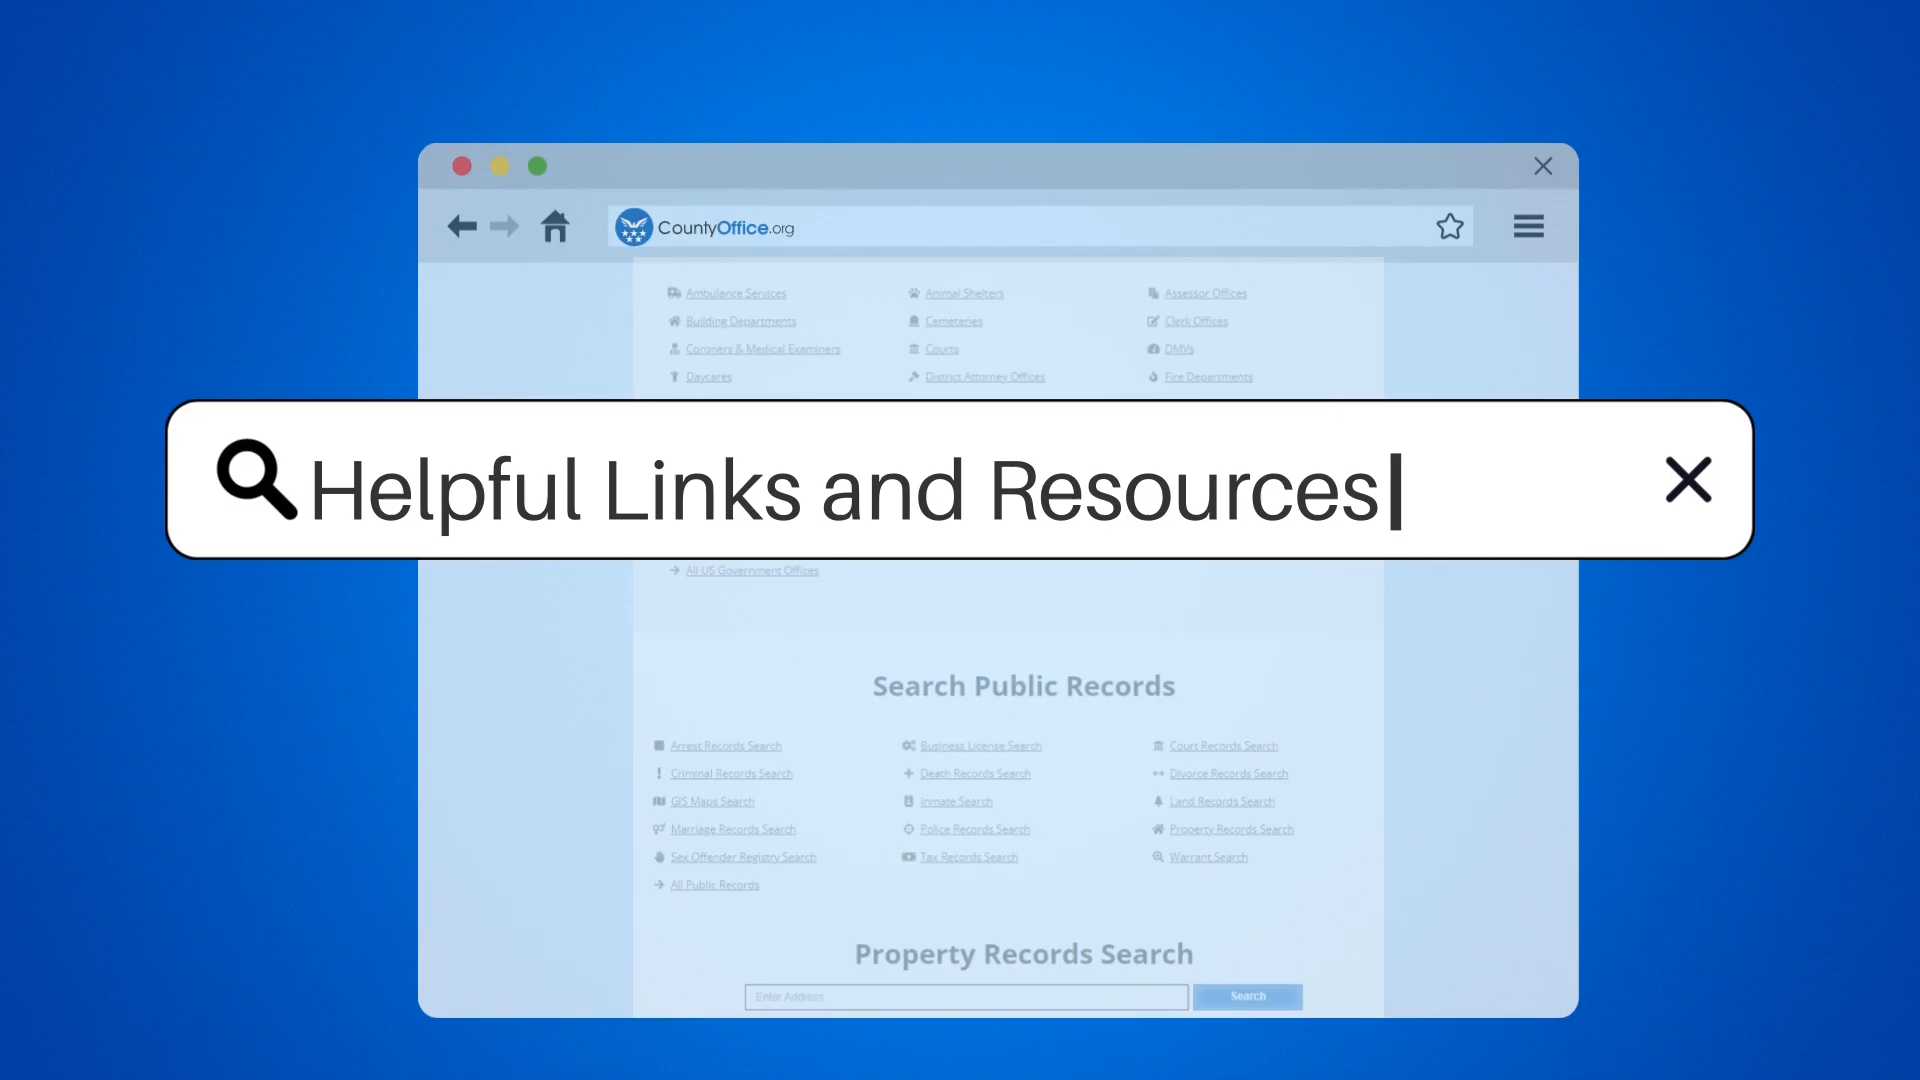 CountyOffice.org
Ambulance Services Animal Shelters Assessor Offices
Building Departments Cemeteries Clerk Offices
Coroners & Medical Examiners Courts DMVs
Daycares District Attorney Offices Fire Departments
Helpful Links and Resources
All US Government Offices
Search Public Records
Arrest Records Search Business License Search Court Records Search
Criminal Records Search Death Records Search Divorce Records Search
GIS Maps Search Inmate Search Land Records Search
Marriage Records Search Police Records Search Property Records Search
Sex Offender Registry Search Tax Records Search Warrant Search
All Public Records
Property Records Search
Enter Address Search